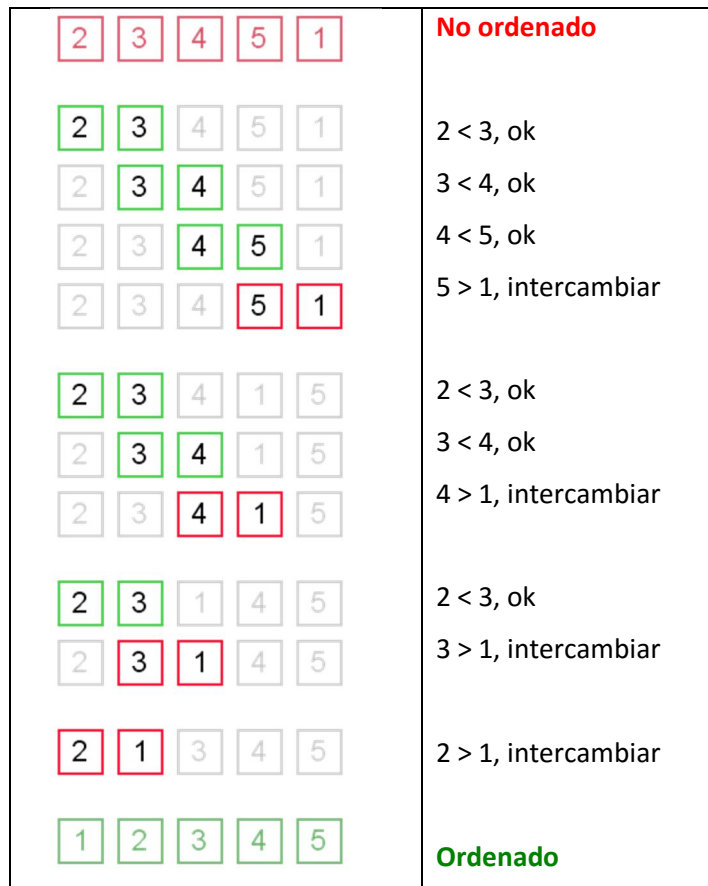 2 3 4 5 1 No ordenado
2 3 4 5 1 2 < 3, ok
2 3 4 5 1 3 < 4, ok
2 3 4 5 1 4 < 5, ok
2 3 4 5 1 5 > 1, intercambiar
2 3 4 1 5 2 < 3, ok
2 3 4 1 5 3 < 4, ok
2 3 4 1 5 4 > 1, intercambiar
2 3 1 4 5 2 < 3, ok
2 3 1 4 5 3 > 1, intercambiar
2 1 3 4 5 2 > 1, intercambiar
1 2 3 4 5 Ordenado